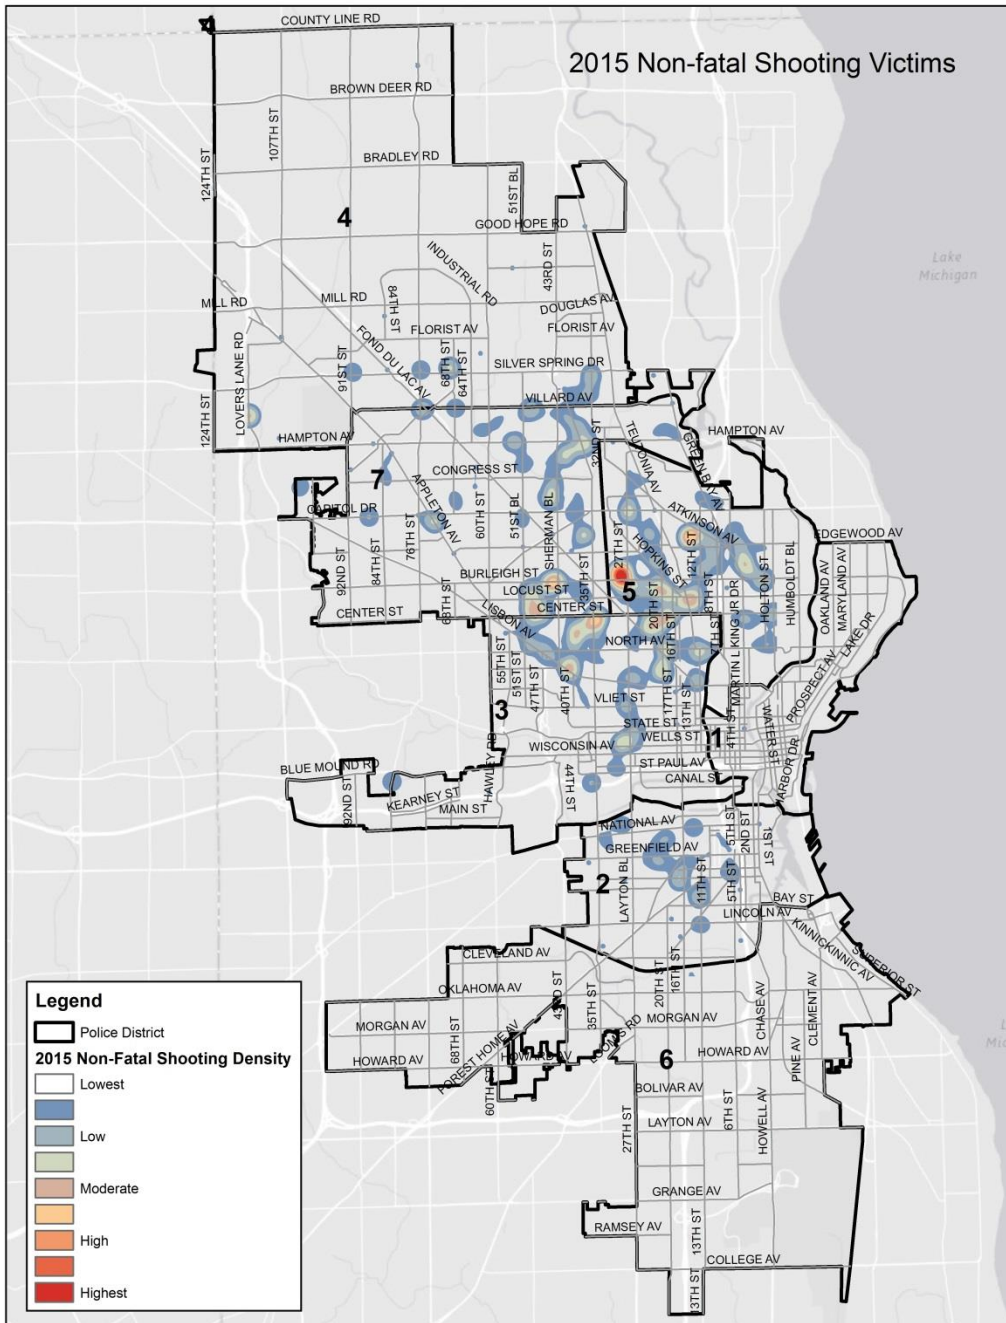 COUNTY LINE RD
2015 Non-fatal Shooting Victims
BROWN DEER RD
107TH ST
BRADLEY RD
124TH ST
51ST BL
4
GOOD HOPE RD
Lake
Michigan
43RD ST
INDUSTRIAL RD
84TH ST
MILL RD
MILL RD
DOUGLAS AV
FLORIST AV
FLORIST AV
LOVERS LANE RD
FOND DU LAC AV
68TH ST
64TH ST
SILVER SPRING DR
91ST ST
VILLARD AV
124TH ST
HAMPTON AV
HAMPTON AV
32ND ST
TEUTONIA AV
GREEN BAY AV
7
CONGRESS ST
APPLETON AV
CAPITOL DR
76TH ST
60TH ST
51ST BL
SHERMAN BL
ATKINSON AV
EDGEWOOD AV
27TH ST
HOPKINS ST
12TH ST
92ND ST
84TH ST
BURLEIGH ST
35TH ST
LOCUST ST
5
8TH ST
HOLTON ST
HUMBOLDT BL
OAKLAND AV
MARYLAND AV
CENTER ST
68TH ST
LISBON AV
CENTER ST
20TH ST
16TH ST
7TH ST
MARTIN L KING JR DR
LAKE DR
NORTH AV
55TH ST
51ST ST
47TH ST
40TH ST
PROSPECT AV
VLIET ST
17TH ST
13TH ST
3
STATE ST
WELLS ST
1
4TH ST
WATER ST
WISCONSIN AV
ST PAUL AV
CANAL ST
ARBOR DR
BLUE MOUND RD
92ND ST
KEARNEY ST
MAIN ST
HAWLEY RD
44TH ST
NATIONAL AV
5TH ST
2ND ST
1ST ST
GREENFIELD AV
2
LAYTON BL
11TH ST
5TH ST
BAY ST
LINCOLN AV
KINNICKINNIC AV
SUPERIOR ST
CLEVELAND AV
20TH ST
16TH ST
OKLAHOMA AV
43RD ST
35TH ST
CHASE AV
CLEMENT AV
MORGAN AV
68TH ST
FOREST HOME AV
LOOMIS RD
MORGAN AV
HOWARD AV
HOWARD AV
6
HOWARD AV
PINE AV
60TH ST
BOLIVAR AV
27TH ST
LAYTON AV
6TH ST
HOWELL AV
GRANGE AV
RAMSEY AV
13TH ST
COLLEGE AV
13TH ST
Legend
Police District
2015 Non-Fatal Shooting Density
Lowest
Low
Moderate
High
Highest